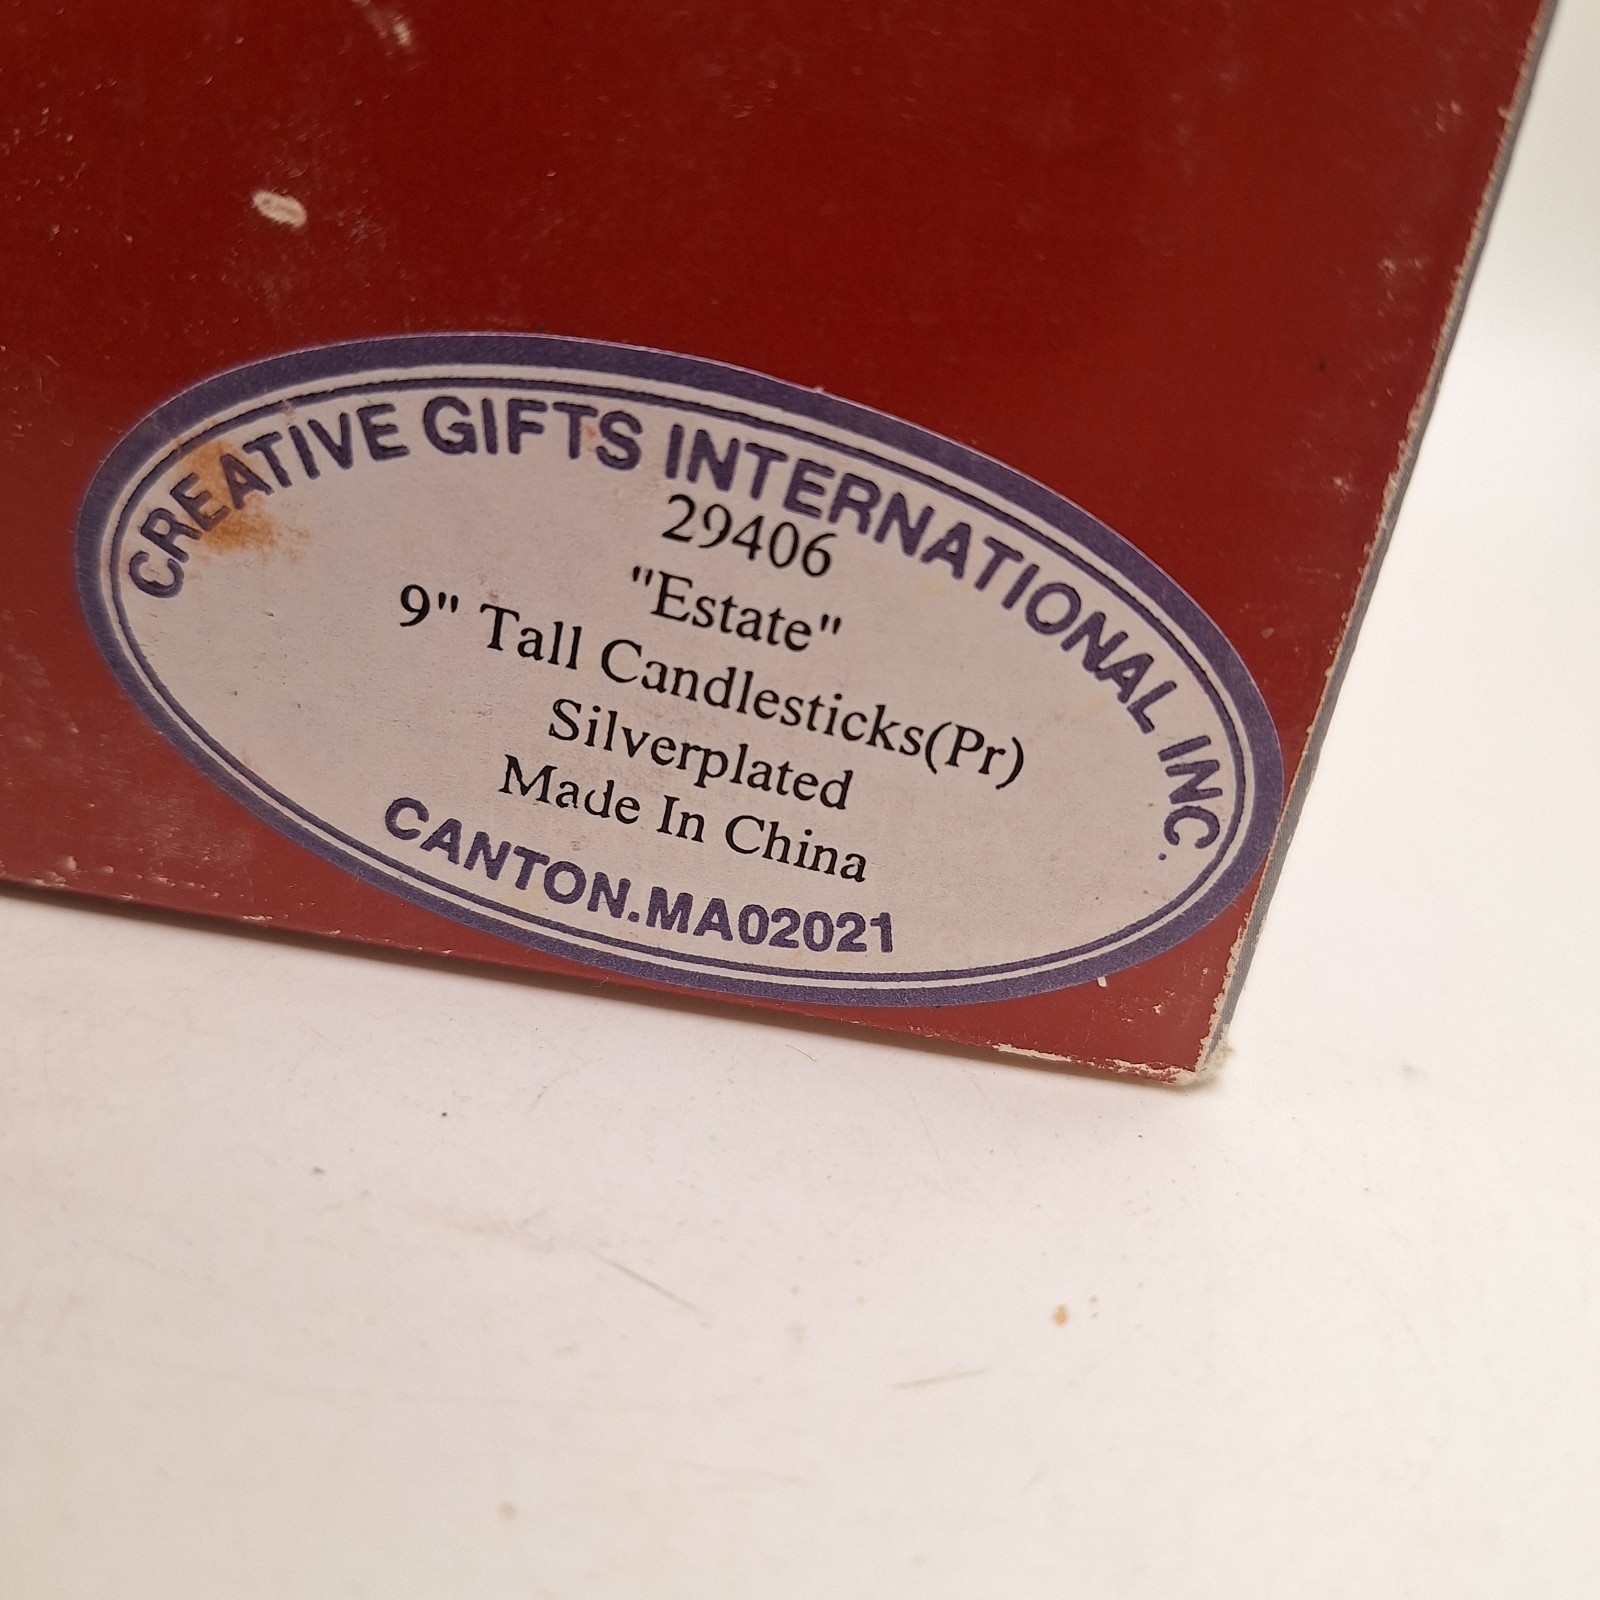 CREATIVE GIFTS INTERNATIONAL INC.
29406
"Estate"
9" Tall Candlesticks(Pr)
Silverplated
Made In China
CANTON.MA02021